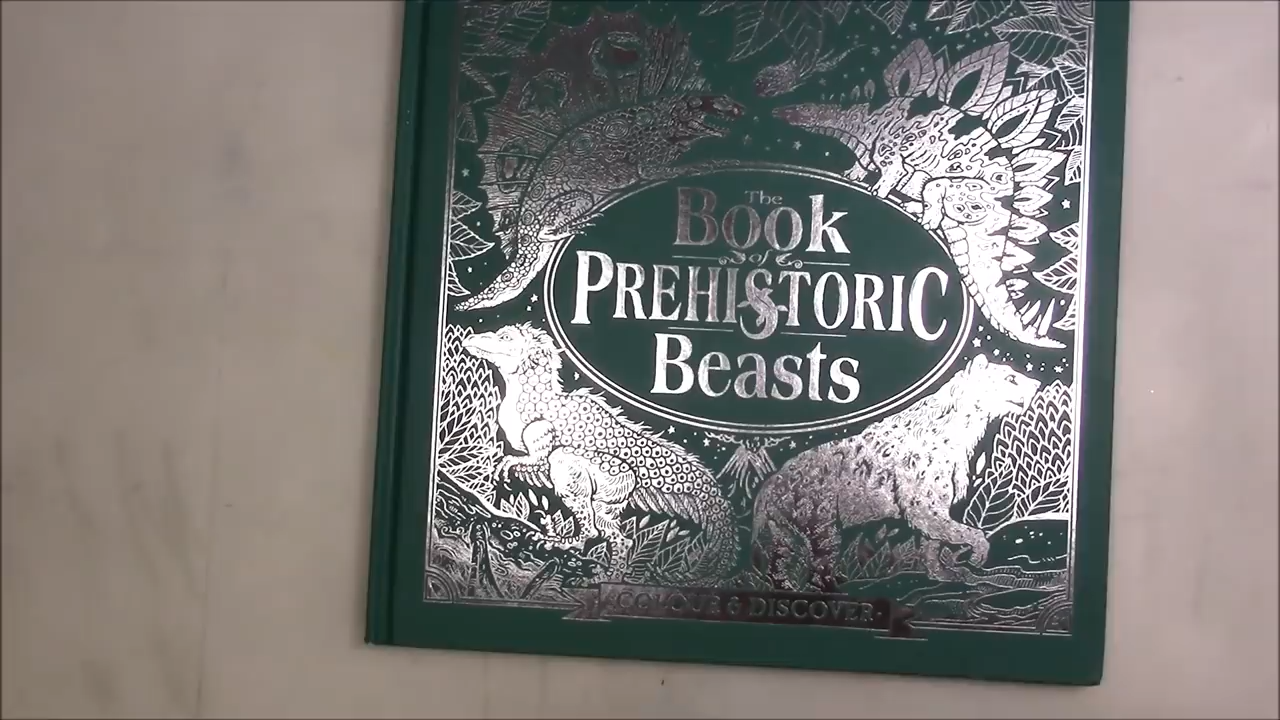 The
Book
of
PREHISTORIC
Beasts
COLOUR & DISCOVER